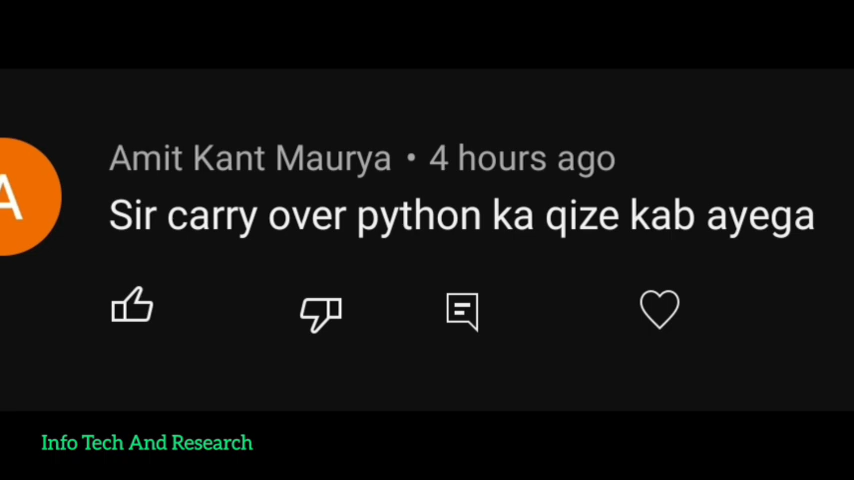 A
Amit Kant Maurya • 4 hours ago
Sir carry over python ka qize kab ayega
Info Tech And Research